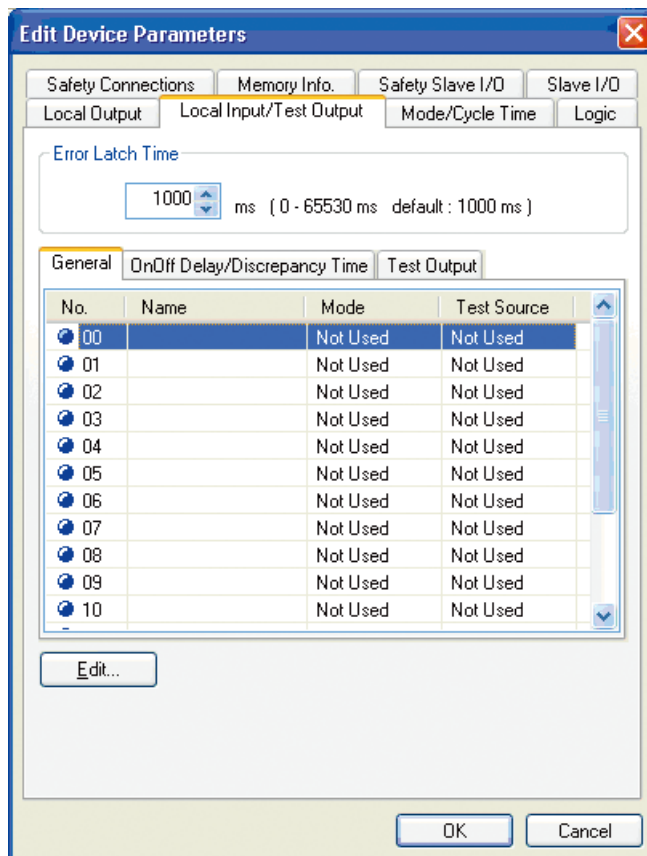 Edit Device Parameters
Safety Connections Memory Info. Safety Slave I/O Slave I/O
Local Output Local Input/Test Output Mode/Cycle Time Logic
Error Latch Time
1000 ms ( 0 - 65530 ms default : 1000 ms )
General OnOff Delay/Discrepancy Time Test Output
No. Name Mode Test Source
00 Not Used Not Used
01 Not Used Not Used
02 Not Used Not Used
03 Not Used Not Used
04 Not Used Not Used
05 Not Used Not Used
06 Not Used Not Used
07 Not Used Not Used
08 Not Used Not Used
09 Not Used Not Used
10 Not Used Not Used
Edit...
OK Cancel